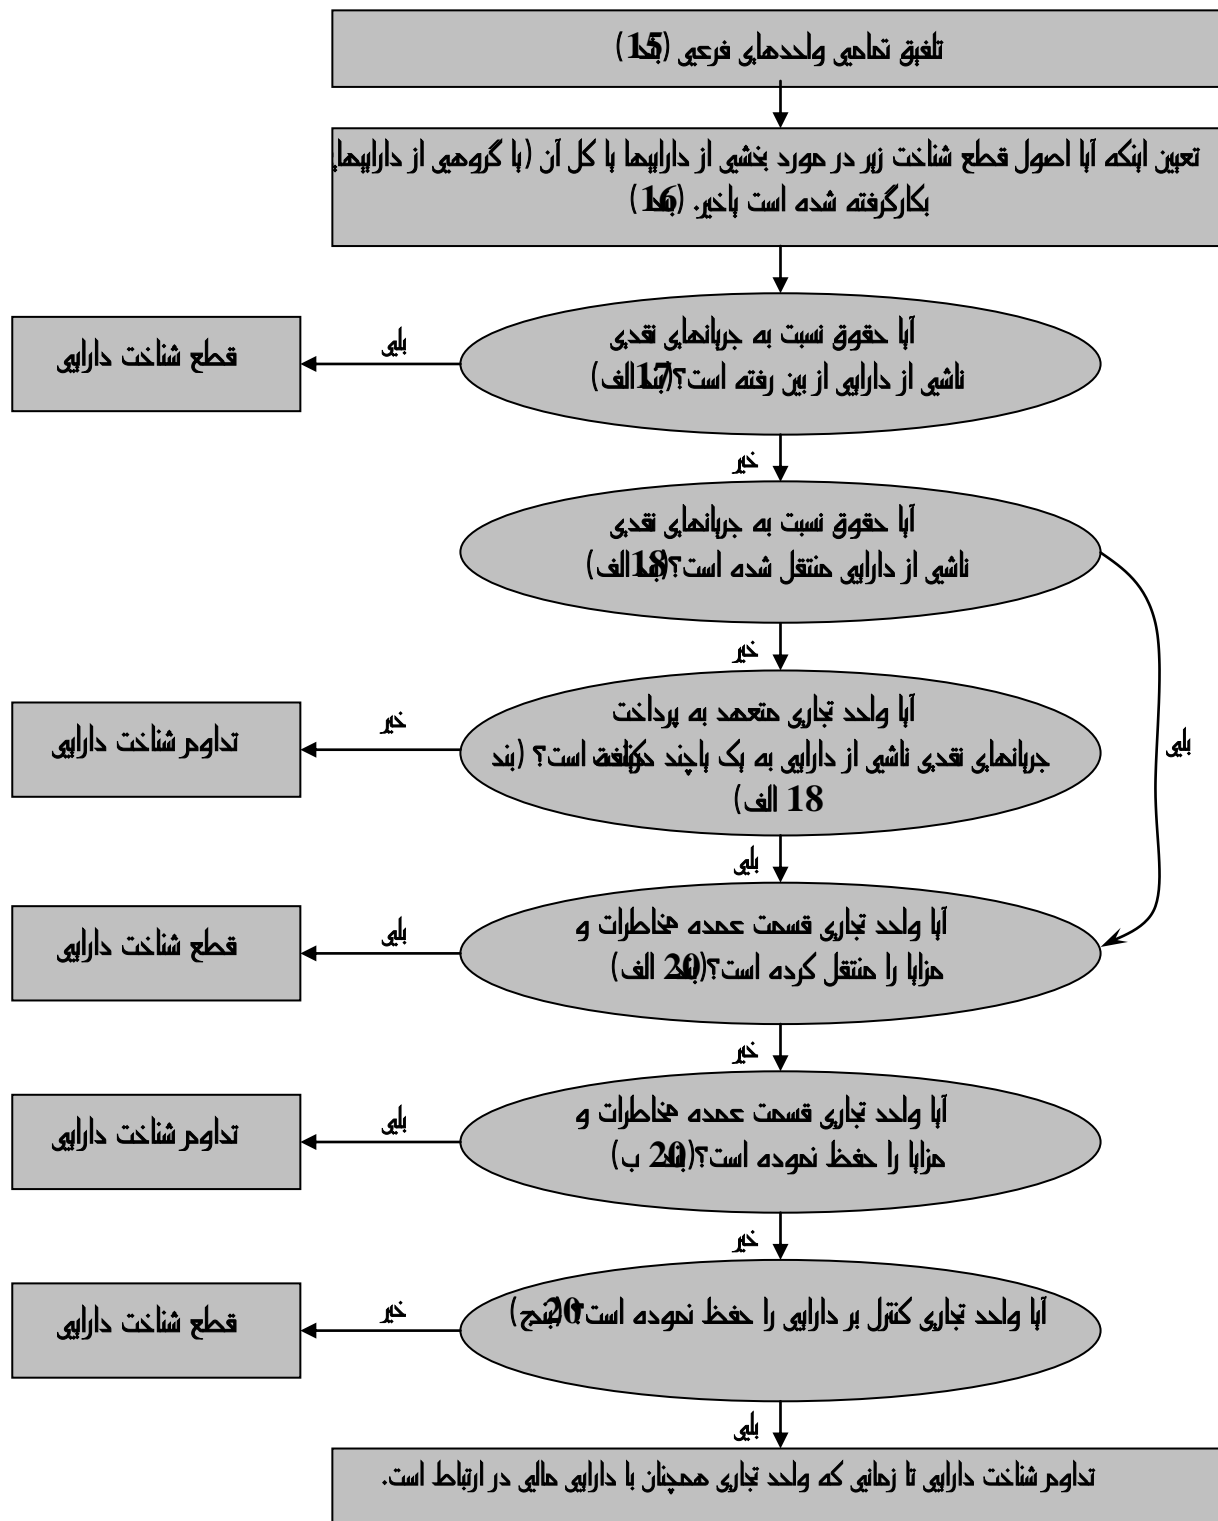 تلفیق تمامی واحدهای فرعی (بند 15)
تعیین اینکه آیا اصول قطع شناخت زیر در مورد بخشی از داراییها یا کل آن (یا گروهی از داراییهای
بکارگرفته شده است یاخیر. (بند 16)
آیا حقوق نسبت به جریانهای نقدی
ناشی از دارایی از بین رفته است؟(بند 17 الف)
بلی
قطع شناخت دارایی
خیر
آیا حقوق نسبت به جریانهای نقدی
ناشی از دارایی منتقل شده است؟(بند 18 الف)
خیر
بلی
آیا واحد تجاری متعهد به پرداخت
جریانهای نقدی ناشی از دارایی به یک یاچند است؟ (بند
18 الف)
خیر
تداوم شناخت دارایی
بلی
آیا واحد تجاری قسمت عمده مخاطرات و
مزایا را منتقل کرده است؟(بند 20 الف)
بلی
قطع شناخت دارایی
خیر
آیا واحد تجاری قسمت عمده مخاطرات و
مزایا را حفظ نموده است؟(بند 20 ب)
بلی
تداوم شناخت دارایی
خیر
آیا واحد تجاری کنترل بر دارایی را حفظ نموده است؟ (بند 20 ج)
خیر
قطع شناخت دارایی
بلی
تداوم شناخت دارایی تا زمانی که واحد تجاری همچنان با دارایی مالی در ارتباط است.